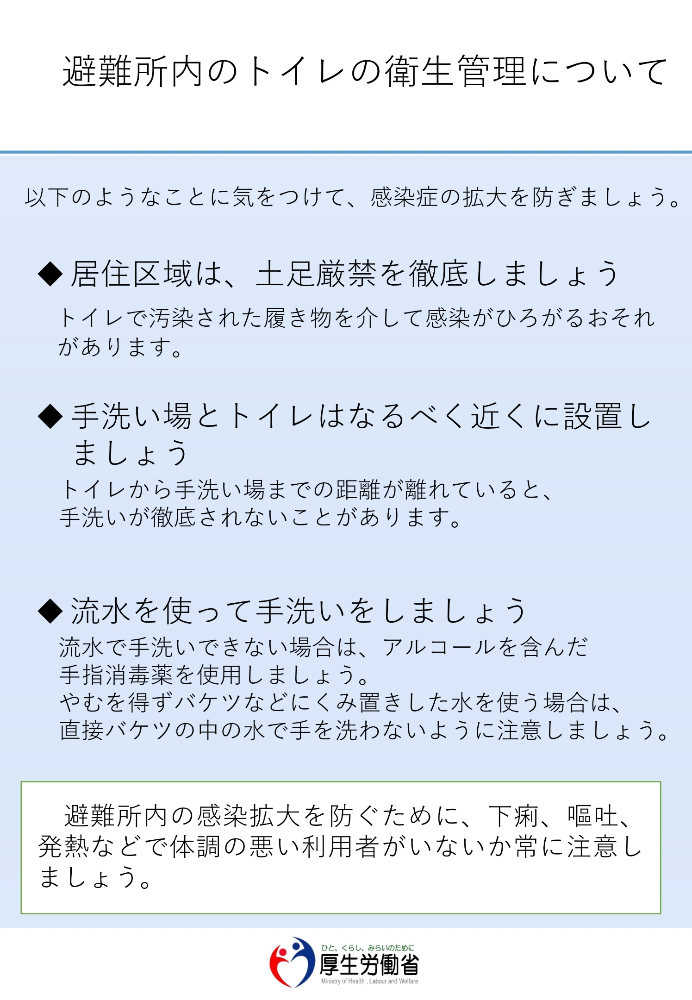 避難所内のトイレの衛生管理について
以下のようなことに気をつけて、感染症の拡大を防ぎましょう。
◆ 居住区域は、土足厳禁を徹底しましょう
トイレで汚染された履き物を介して感染がひろがるおそれ
があります。
◆ 手洗い場とトイレはなるべく近くに設置し
ましょう
トイレから手洗い場までの距離が離れていると、
手洗いが徹底されないことがあります。
◆ 流水を使って手洗いをしましょう
流水で手洗いできない場合は、アルコールを含んだ
手指消毒薬を使用しましょう。
やむを得ずバケツなどにくみ置きした水を使う場合は、
直接バケツの中の水で手を洗わないように注意しましょう。
避難所内の感染拡大を防ぐために、下痢、嘔吐、
発熱などで体調の悪い利用者がいないか常に注意し
ましょう。
ひと、くらし、みらいのために
厚生労働省
Ministry of Health , Labour and Welfare